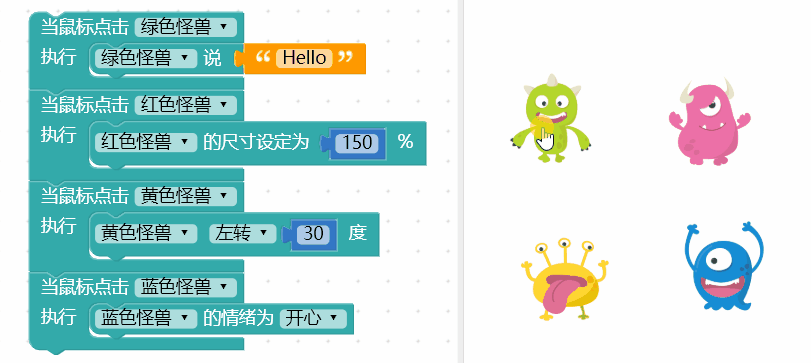 当鼠标点击 绿色怪兽
执行 绿色怪兽 说 “ Hello ”
当鼠标点击 红色怪兽
执行 红色怪兽 的尺寸设定为 150 %
当鼠标点击 黄色怪兽
执行 黄色怪兽 左转 30 度
当鼠标点击 蓝色怪兽
执行 蓝色怪兽 的情绪为 开心